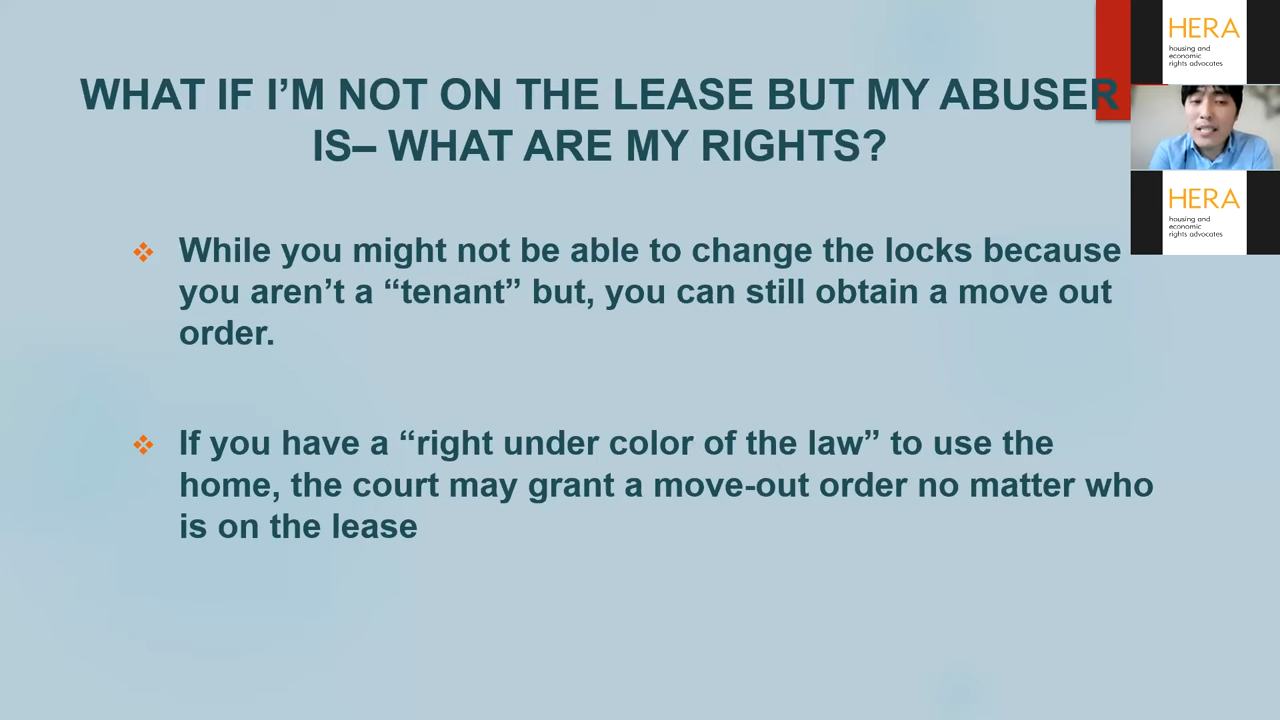 WHAT IF I’M NOT ON THE LEASE BUT MY ABUSER
IS– WHAT ARE MY RIGHTS?
While you might not be able to change the locks because
you aren’t a “tenant” but, you can still obtain a move out
order.
If you have a “right under color of the law” to use the
home, the court may grant a move-out order no matter who
is on the lease
HERA
housing and
economic
rights advocates
HERA
housing and
economic
rights advocates